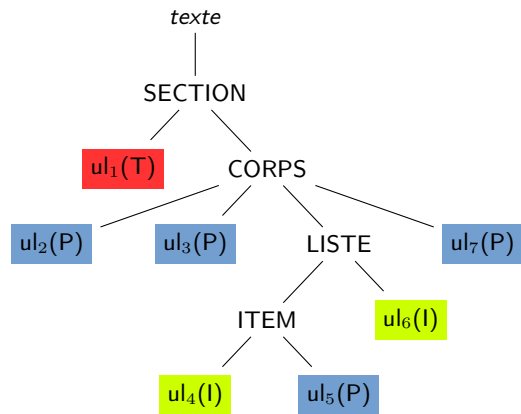 texte
SECTION
ul₁(T)
CORPS
ul₂(P) ul₃(P) LISTE ul₇(P)
ITEM ul₆(I)
ul₄(I) ul₅(P)